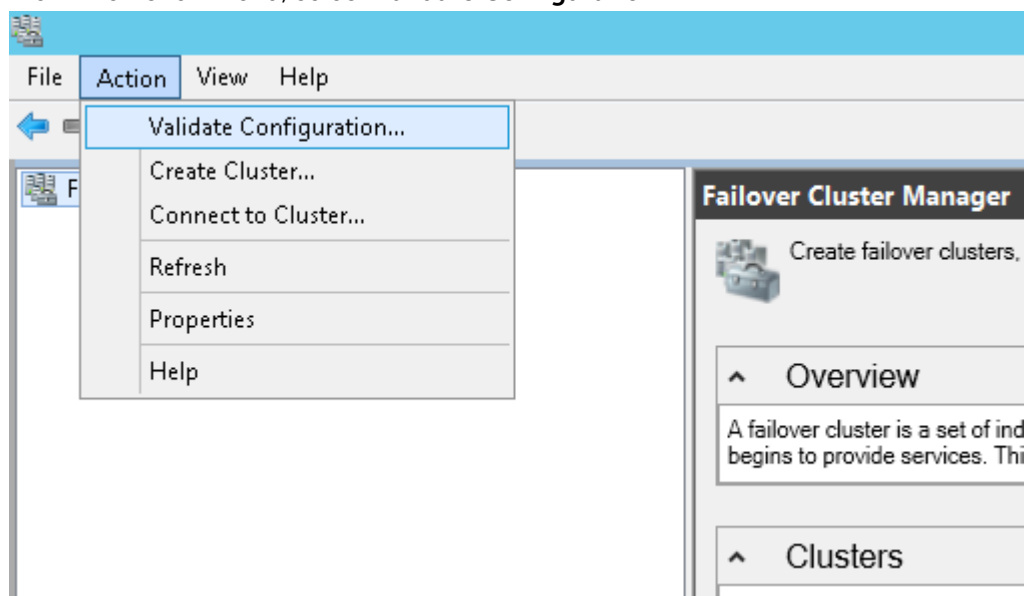 File Action View Help
Validate Configuration...
Create Cluster...
Connect to Cluster...
Refresh
Properties
Help
F
Failover Cluster Manager
Create failover clusters,
Overview
A failover cluster is a set of ind
begins to provide services. Thi
Clusters